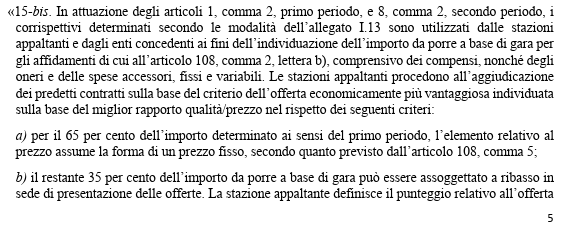 «15-bis. In attuazione degli articoli 1, comma 2, primo periodo, e 8, comma 2, secondo periodo, i
corrispettivi determinati secondo le modalità dell'allegato I.13 sono utilizzati dalle stazioni
appaltanti e dagli enti concedenti ai fini dell'individuazione dell'importo da porre a base di gara per
gli affidamenti di cui all'articolo 108, comma 2, lettera b), comprensivo dei compensi, nonché degli
oneri e delle spese accessori, fissi e variabili. Le stazioni appaltanti procedono all'aggiudicazione
dei predetti contratti sulla base del criterio dell'offerta economicamente più vantaggiosa individuata
sulla base del miglior rapporto qualità/prezzo nel rispetto dei seguenti criteri:
a) per il 65 per cento dell'importo determinato ai sensi del primo periodo, l'elemento relativo al
prezzo assume la forma di un prezzo fisso, secondo quanto previsto dall'articolo 108, comma 5;
b) il restante 35 per cento dell'importo da porre a base di gara può essere assoggettato a ribasso in
sede di presentazione delle offerte. La stazione appaltante definisce il punteggio relativo all'offerta
5